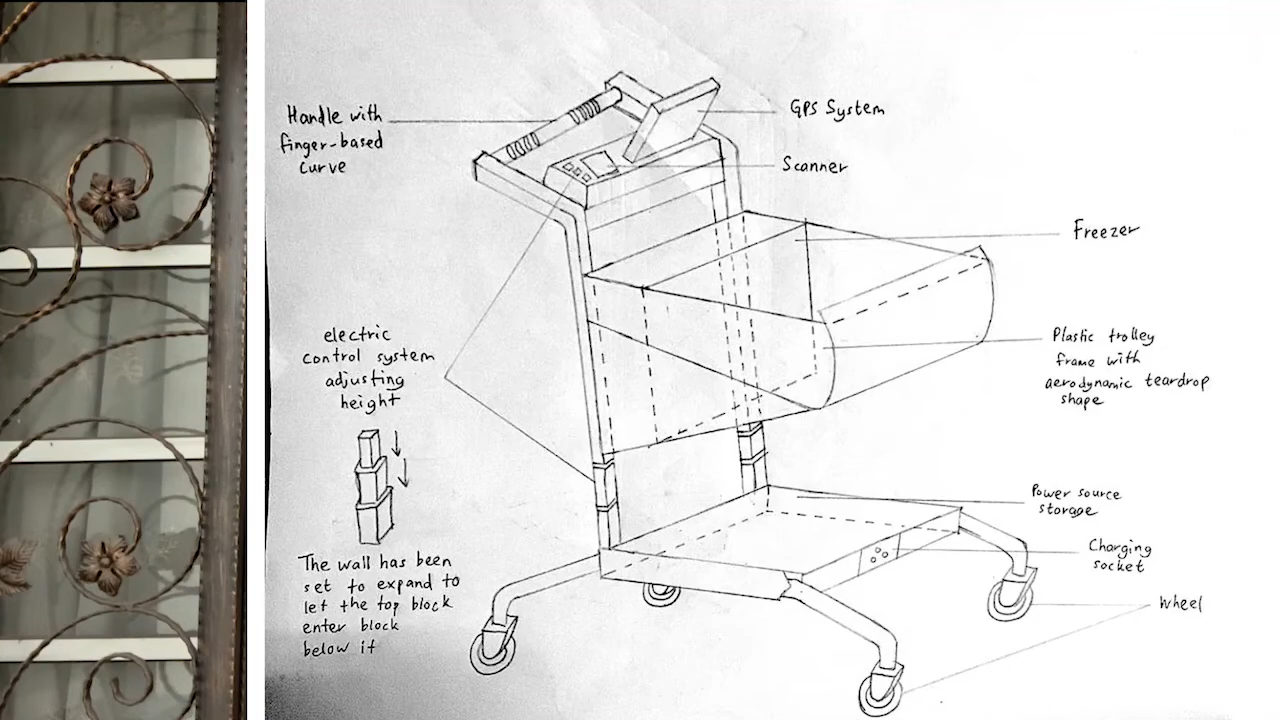 Handle with
finger-based
curve
GPS System
Scanner
Freezer
electric
control system
adjusting
height
Plastic trolley
frame with
aerodynamic teardrop
shape
Power source
storage
Charging
socket
Wheel
The wall has been
set to expand to
let the top block
enter block
below it